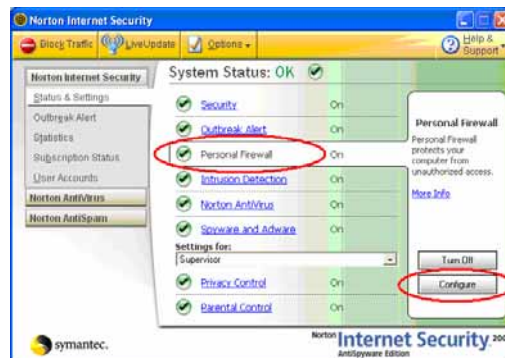 Norton Internet Security
Block Traffic
LiveUpdate
Options
Help & Support
Norton Internet Security
Status & Settings
Outbreak Alert
Statistics
Subscription Status
User Accounts
Norton AntiVirus
Norton AntiSpam
System Status: OK
Security On
Outbreak Alert On
Personal Firewall On
Intrusion Detection On
Norton AntiVirus On
Spyware and Adware On
Settings for:
Supervisor
Privacy Control On
Parental Control On
Personal Firewall
Personal Firewall
protects your
computer from
unauthorized access.
More Info
Turn Off
Configure
symantec.
Norton Internet Security
AntiSpyware Edition